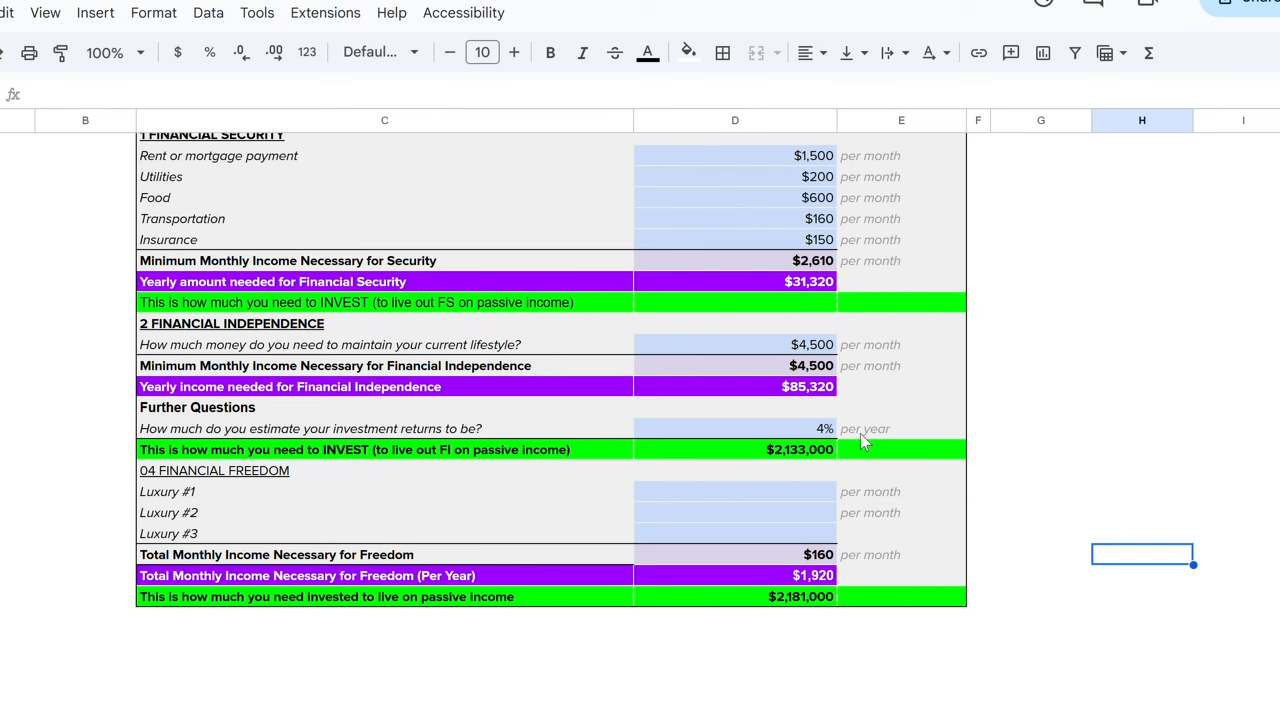 dit View Insert Format Data Tools Extensions Help Accessibility Share
100% $ % .0 .00 123 Defaul... − 10 + B I S A Σ
fx
B C D E F G H I
1 FINANCIAL SECURITY
Rent or mortgage payment $1,500 per month
Utilities $200 per month
Food $600 per month
Transportation $160 per month
Insurance $150 per month
Minimum Monthly Income Necessary for Security $2,610 per month
Yearly amount needed for Financial Security $31,320
This is how much you need to INVEST (to live out FS on passive income)
2 FINANCIAL INDEPENDENCE
How much money do you need to maintain your current lifestyle? $4,500 per month
Minimum Monthly Income Necessary for Financial Independence $4,500 per month
Yearly income needed for Financial Independence $85,320
Further Questions
How much do you estimate your investment returns to be? 4% per year
This is how much you need to INVEST (to live out FI on passive income) $2,133,000
04 FINANCIAL FREEDOM
Luxury #1 per month
Luxury #2 per month
Luxury #3
Total Monthly Income Necessary for Freedom $160 per month
Total Monthly Income Necessary for Freedom (Per Year) $1,920
This is how much you need invested to live on passive income $2,181,000